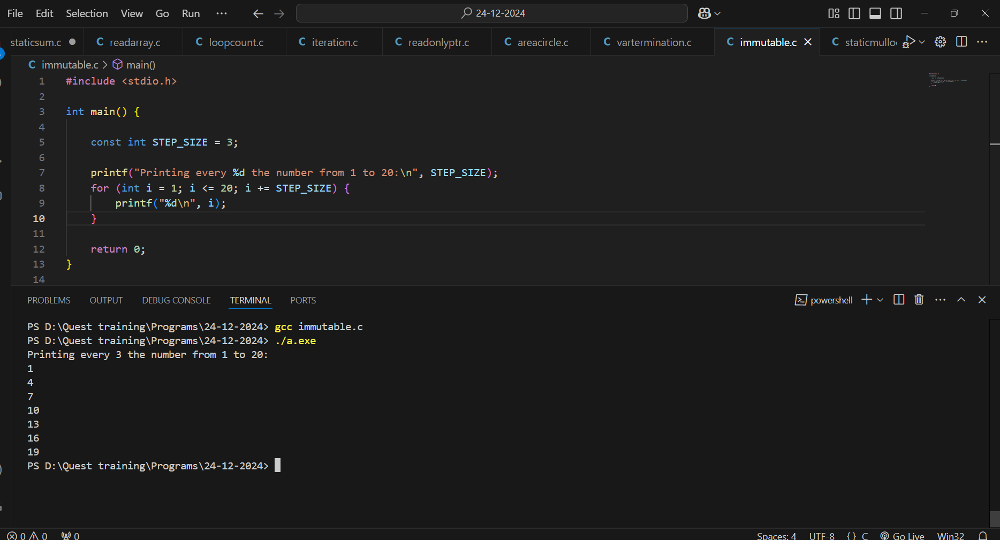 File Edit Selection View Go Run ··· 24-12-2024
staticsum.c readarray.c loopcount.c iteration.c readonlyptr.c areacircle.c vartermination.c immutable.c staticmulloc
immutable.c > main()
1 #include <stdio.h>
2
3 int main() {
4
5 const int STEP_SIZE = 3;
6
7 printf("Printing every %d the number from 1 to 20:\n", STEP_SIZE);
8 for (int i = 1; i <= 20; i += STEP_SIZE) {
9 printf("%d\n", i);
10 }
11
12 return 0;
13 }
14
PROBLEMS OUTPUT DEBUG CONSOLE TERMINAL PORTS powershell
PS D:\Quest training\Programs\24-12-2024> gcc immutable.c
PS D:\Quest training\Programs\24-12-2024> ./a.exe
Printing every 3 the number from 1 to 20:
1
4
7
10
13
16
19
PS D:\Quest training\Programs\24-12-2024>
0 0 0 Spaces: 4 UTF-8 {} C Go Live Win32